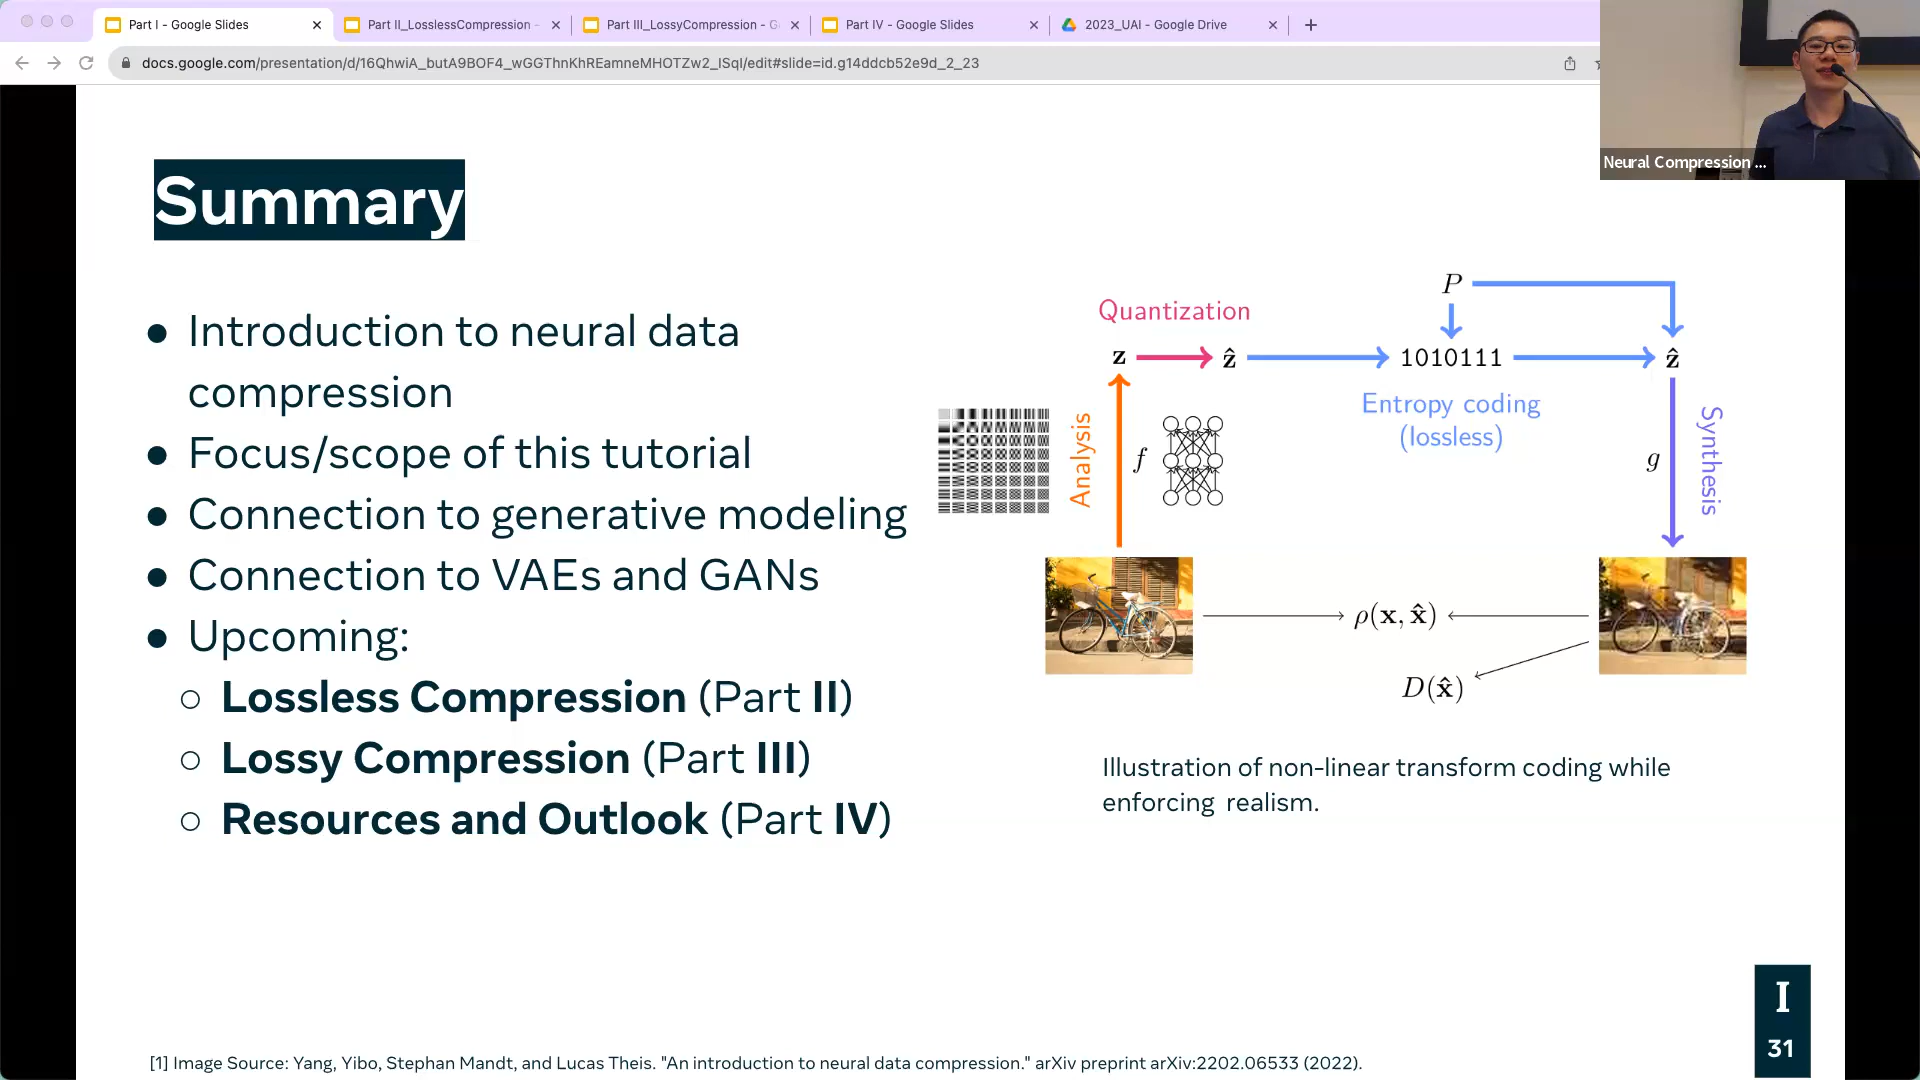 Part I - Google Slides
Part II_LosslessCompression -
Part III_LossyCompression - G
Part IV - Google Slides
2023_UAI - Google Drive
docs.google.com/presentation/d/16QhwiA_butA9BOF4_wGGThnKhREamneMHOTZw2_lSqI/edit#slide=id.g14ddcb52e9d_2_23
Neural Compression ...
Summary
● Introduction to neural data
compression
● Focus/scope of this tutorial
● Connection to generative modeling
● Connection to VAEs and GANs
● Upcoming:
○ Lossless Compression (Part II)
○ Lossy Compression (Part III)
○ Resources and Outlook (Part IV)
P
Quantization
z
ẑ
1010111
ẑ
Entropy coding
(lossless)
Analysis
f
g
Synthesis
ρ(x, x̂)
D(x̂)
Illustration of non-linear transform coding while
enforcing realism.
I
31
[1] Image Source: Yang, Yibo, Stephan Mandt, and Lucas Theis. "An introduction to neural data compression." arXiv preprint arXiv:2202.06533 (2022).